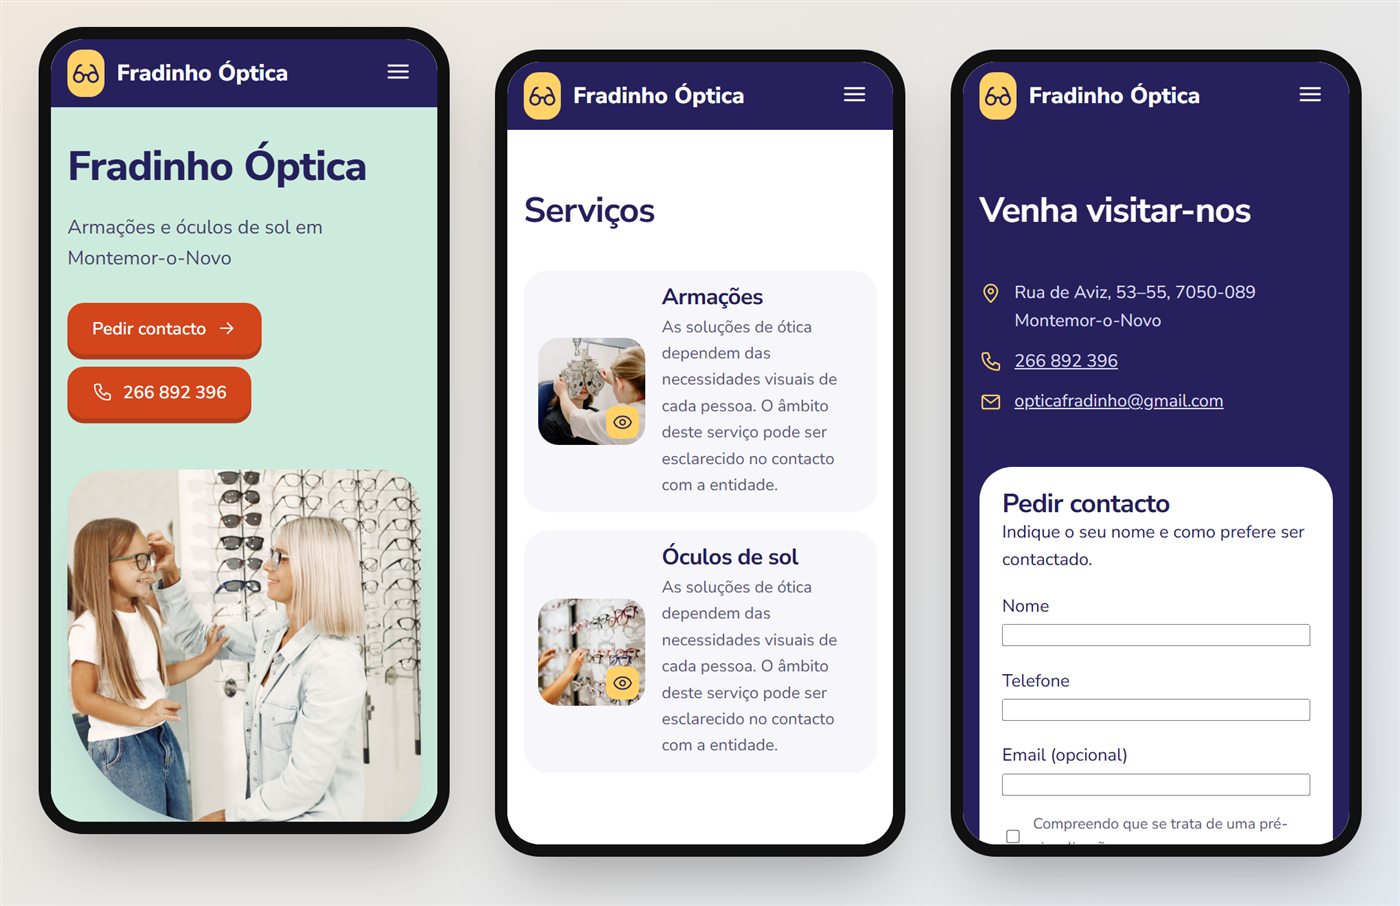 Fradinho Óptica
Fradinho Óptica
Armações e óculos de sol em
Montemor-o-Novo
Pedir contacto
266 892 396
Fradinho Óptica
Serviços
Armações
As soluções de ótica
dependem das
necessidades visuais de
cada pessoa. O âmbito
deste serviço pode ser
esclarecido no contacto
com a entidade.
Óculos de sol
As soluções de ótica
dependem das
necessidades visuais de
cada pessoa. O âmbito
deste serviço pode ser
esclarecido no contacto
com a entidade.
Fradinho Óptica
Venha visitar-nos
Rua de Aviz, 53–55, 7050-089
Montemor-o-Novo
266 892 396
opticafradinho@gmail.com
Pedir contacto
Indique o seu nome e como prefere ser
contactado.
Nome
Telefone
Email (opcional)
Compreendo que se trata de uma pré-